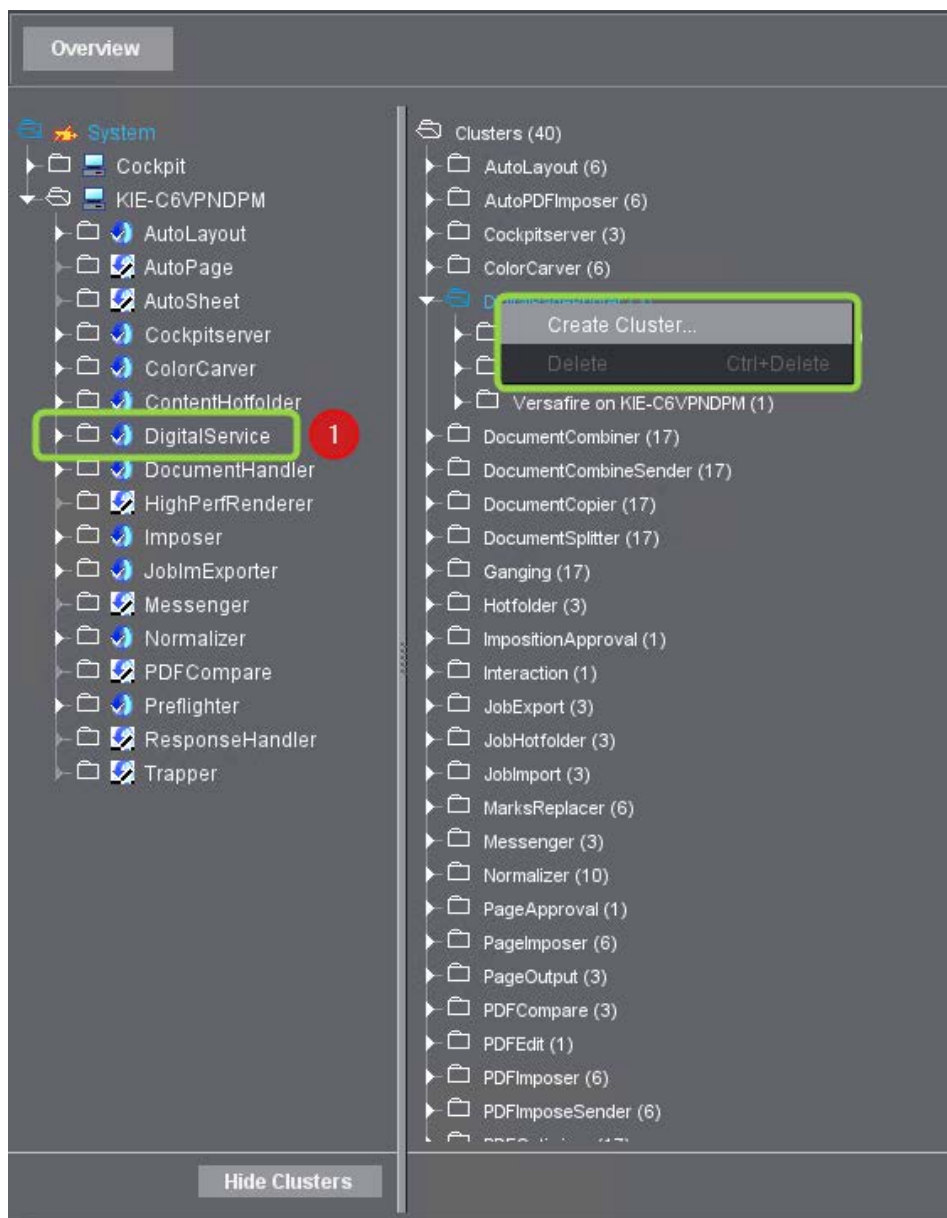 Overview
System
Cockpit
KIE-C6VPNDPM
AutoLayout
AutoPage
AutoSheet
Cockpitserver
ColorCarver
ContentHotfolder
DigitalService
1
DocumentHandler
HighPerfRenderer
Imposer
JobImExporter
Messenger
Normalizer
PDFCompare
Preflighter
ResponseHandler
Trapper
Hide Clusters
Clusters (40)
AutoLayout (6)
AutoPDFImposer (6)
Cockpitserver (3)
ColorCarver (6)
Create Cluster...
Delete Ctrl+Delete
Versafire on KIE-C6VPNDPM (1)
DocumentCombiner (17)
DocumentCombineSender (17)
DocumentCopier (17)
DocumentSplitter (17)
Ganging (17)
Hotfolder (3)
ImpositionApproval (1)
Interaction (1)
JobExport (3)
JobHotfolder (3)
JobImport (3)
MarksReplacer (6)
Messenger (3)
Normalizer (10)
PageApproval (1)
PageImposer (6)
PageOutput (3)
PDFCompare (3)
PDFEdit (1)
PDFImposer (6)
PDFImposeSender (6)